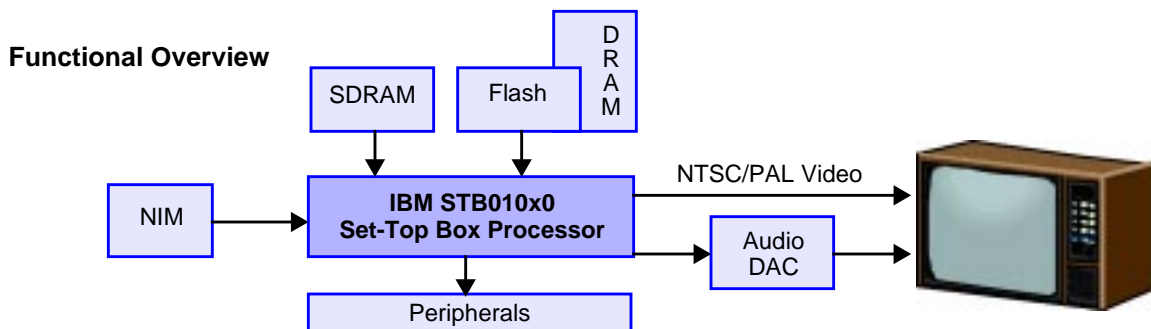 Functional Overview
D
R
A
M
SDRAM
Flash
NTSC/PAL Video
NIM
IBM STB010x0
Set-Top Box Processor
Audio
DAC
Peripherals